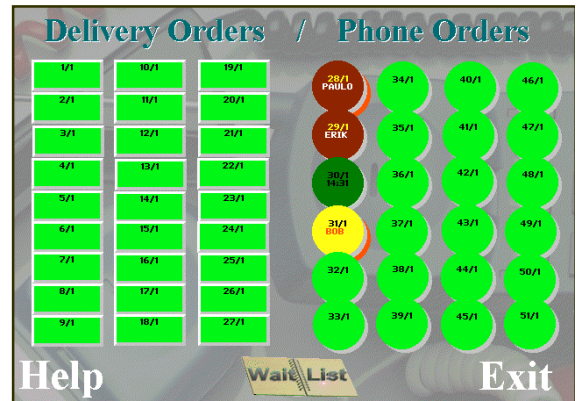 Delivery Orders / Phone Orders
1/1 10/1 19/1
2/1 11/1 20/1
3/1 12/1 21/1
4/1 13/1 22/1
5/1 14/1 23/1
6/1 15/1 24/1
7/1 16/1 25/1
8/1 17/1 26/1
9/1 18/1 27/1
28/1 34/1 40/1 46/1
PAULO
29/1 35/1 41/1 47/1
ERIK
30/1 36/1 42/1 48/1
14:31
31/1 37/1 43/1 49/1
BOB
32/1 38/1 44/1 50/1
33/1 39/1 45/1 51/1
Help
Wait List
Exit